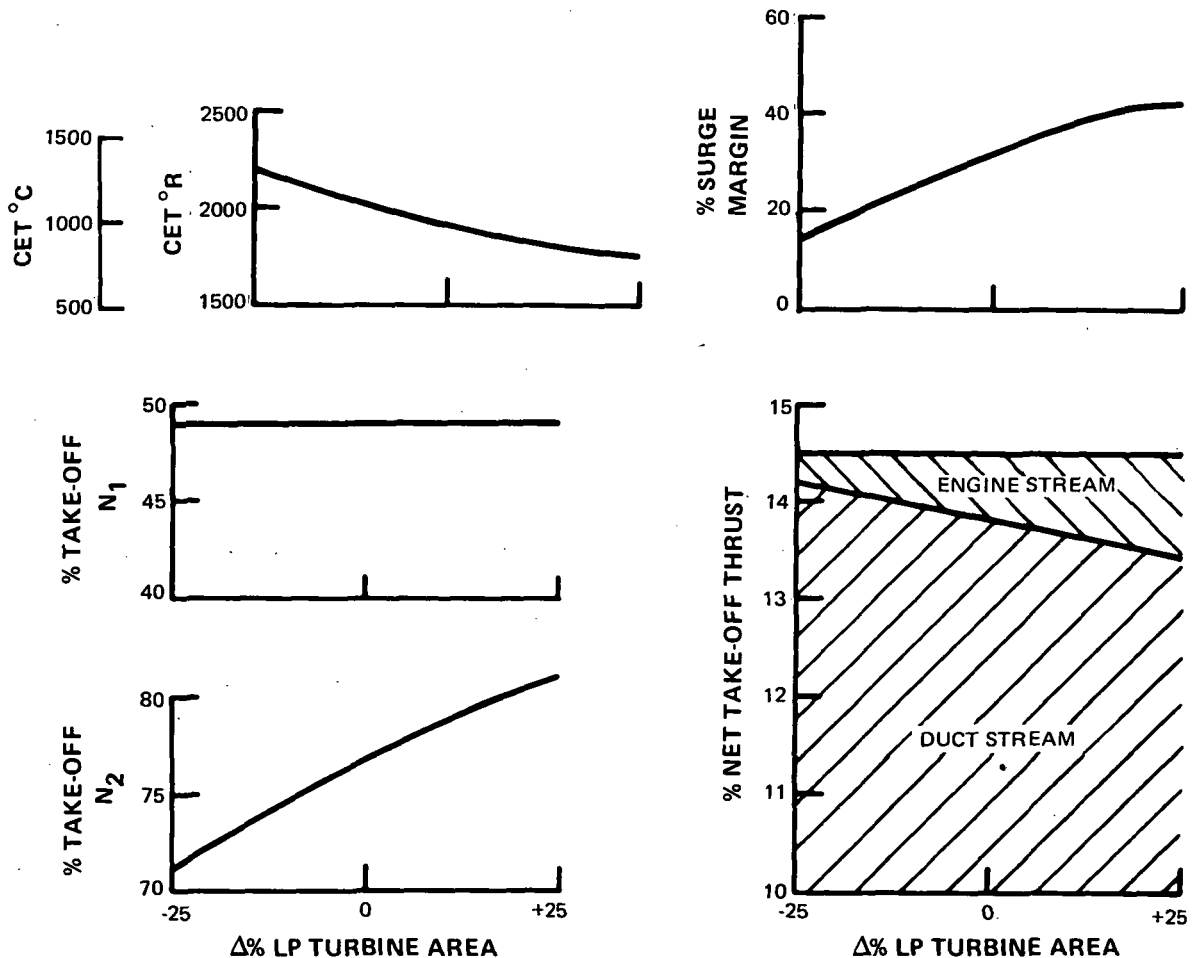 1500
1000
500
CET °C
2500
2000
1500
CET °R
60
40
20
0
% SURGE
MARGIN
50
45
40
% TAKE-OFF
N1
15
14
13
12
11
10
% NET TAKE-OFF THRUST
ENGINE STREAM
DUCT STREAM
80
75
70
% TAKE-OFF
N2
-25
0
+25
Δ% LP TURBINE AREA
-25
0
+25
Δ% LP TURBINE AREA